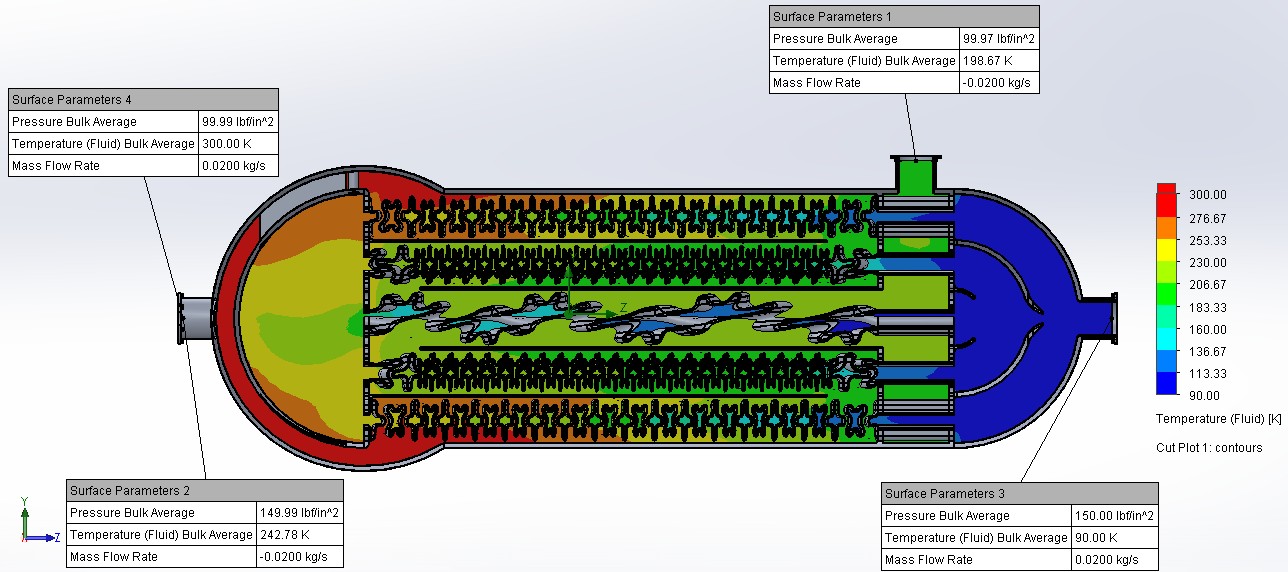 Surface Parameters 1
Pressure Bulk Average 99.97 lbf/in^2
Temperature (Fluid) Bulk Average 198.67 K
Mass Flow Rate -0.0200 kg/s
Surface Parameters 4
Pressure Bulk Average 99.99 lbf/in^2
Temperature (Fluid) Bulk Average 300.00 K
Mass Flow Rate 0.0200 kg/s
300.00
276.67
253.33
230.00
206.67
183.33
160.00
136.67
113.33
90.00
Temperature (Fluid) [K]
Cut Plot 1: contours
Z
Surface Parameters 2
Pressure Bulk Average 149.99 lbf/in^2
Temperature (Fluid) Bulk Average 242.78 K
Mass Flow Rate -0.0200 kg/s
Surface Parameters 3
Pressure Bulk Average 150.00 lbf/in^2
Temperature (Fluid) Bulk Average 90.00 K
Mass Flow Rate 0.0200 kg/s
Y
Z